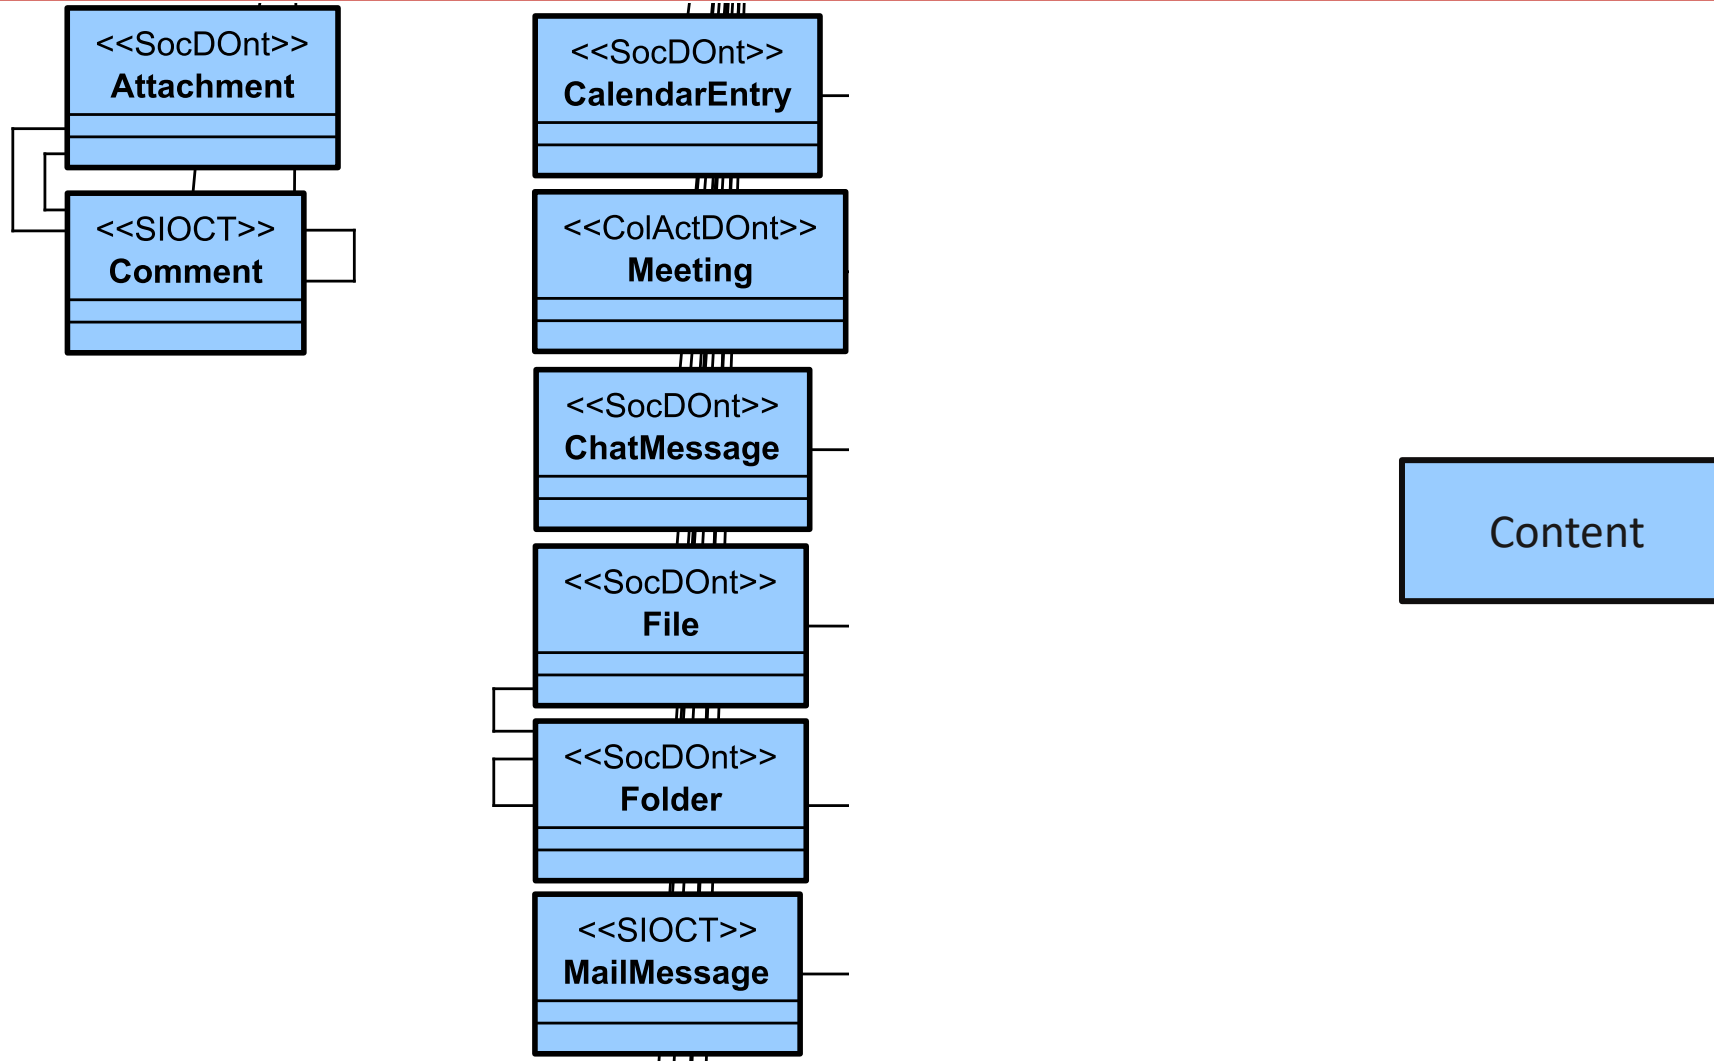 <<SocDOnt>>
Attachment
<<SIOCT>>
Comment
<<SocDOnt>>
CalendarEntry
<<ColActDOnt>>
Meeting
<<SocDOnt>>
ChatMessage
<<SocDOnt>>
File
<<SocDOnt>>
Folder
<<SIOCT>>
MailMessage
Content